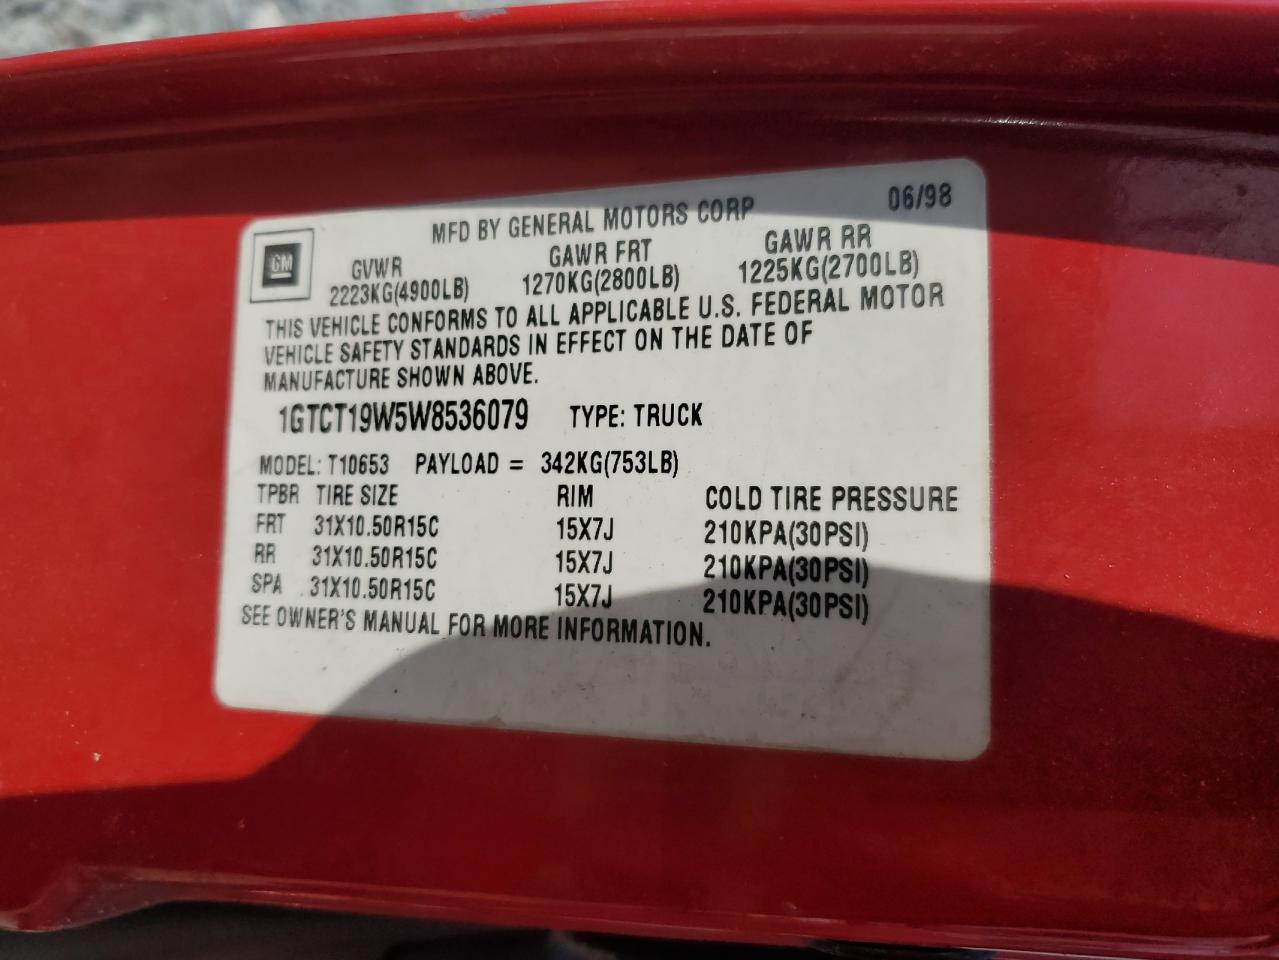 06/98
MFD BY GENERAL MOTORS CORP
GM
GVWR GAWR FRT GAWR RR
2223KG(4900LB) 1270KG(2800LB) 1225KG(2700LB)
THIS VEHICLE CONFORMS TO ALL APPLICABLE U.S. FEDERAL MOTOR
VEHICLE SAFETY STANDARDS IN EFFECT ON THE DATE OF
MANUFACTURE SHOWN ABOVE.
1GTCT19W5W8536079 TYPE: TRUCK
MODEL: T10653 PAYLOAD = 342KG(753LB)
TPBR TIRE SIZE RIM COLD TIRE PRESSURE
FRT 31X10.50R15C 15X7J 210KPA(30PSI)
RR 31X10.50R15C 15X7J 210KPA(30PSI)
SPA 31X10.50R15C 15X7J 210KPA(30PSI)
SEE OWNER'S MANUAL FOR MORE INFORMATION.